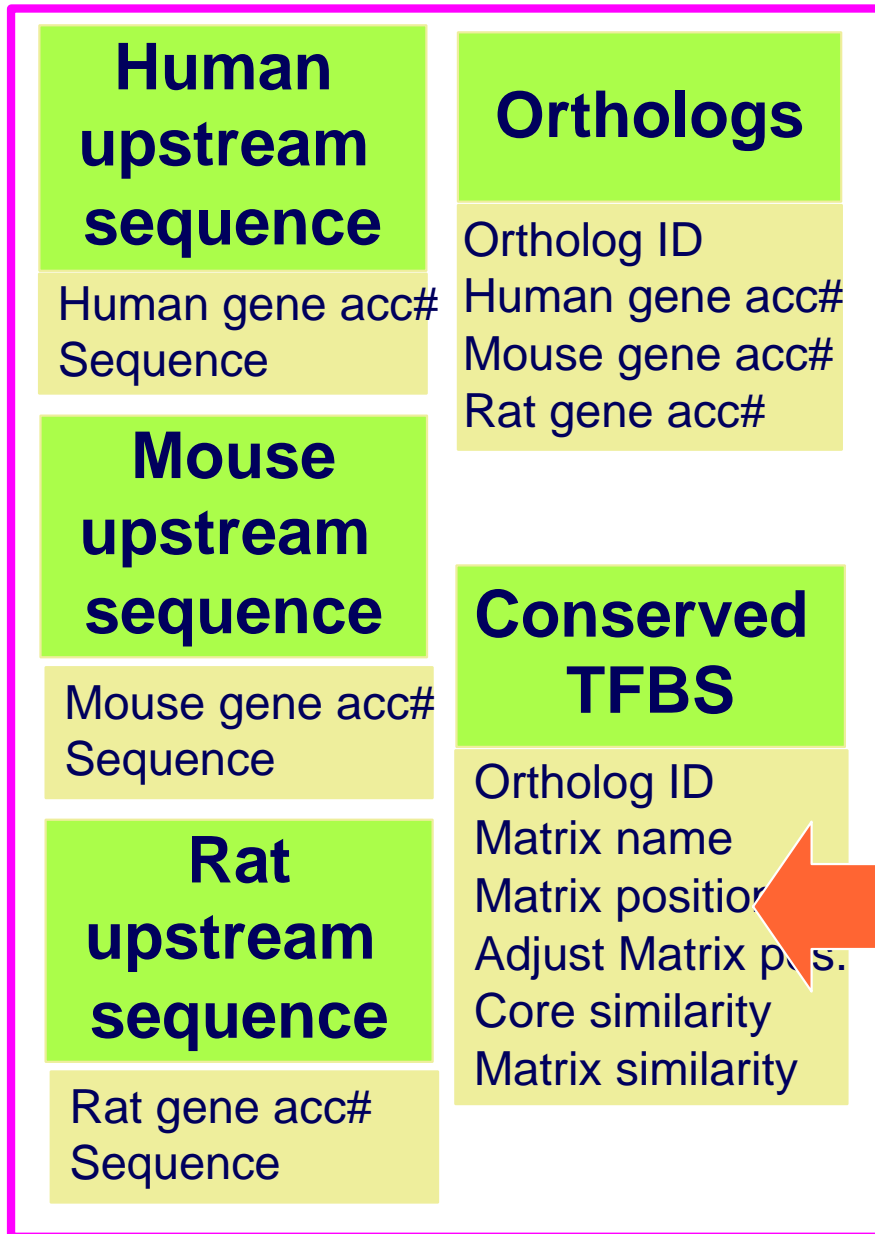 Human
upstream
sequence
Human gene acc#
Sequence
Mouse
upstream
sequence
Mouse gene acc#
Sequence
Rat
upstream
sequence
Rat gene acc#
Sequence
Orthologs
Ortholog ID
Human gene acc#
Mouse gene acc#
Rat gene acc#
Conserved
TFBS
Ortholog ID
Matrix name
Matrix position
Adjust Matrix pos.
Core similarity
Matrix similarity